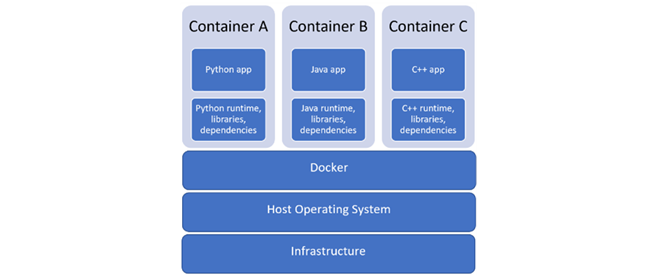 Container A
Container B
Container C
Python app
Java app
C++ app
Python runtime,
libraries,
dependencies
Java runtime,
libraries,
dependencies
C++ runtime,
libraries,
dependencies
Docker
Host Operating System
Infrastructure